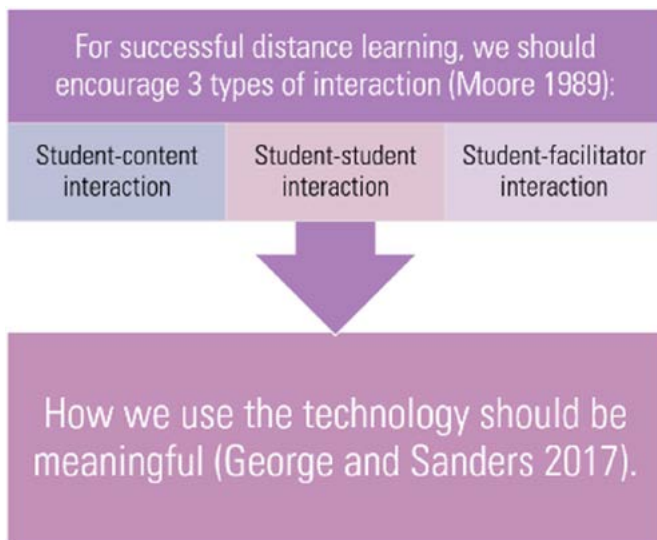 For successful distance learning, we should
encourage 3 types of interaction (Moore 1989):
Student-content
interaction
Student-student
interaction
Student-facilitator
interaction
How we use the technology should be
meaningful (George and Sanders 2017).